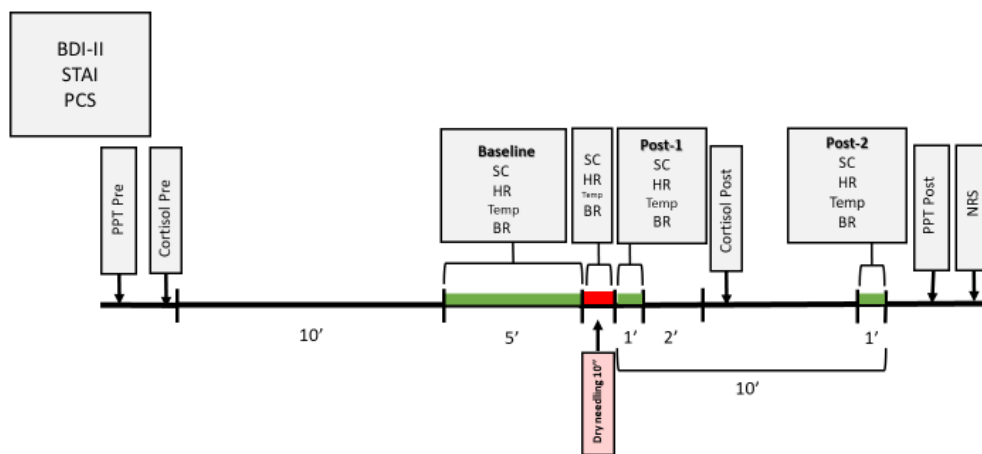 BDI-II
STAI
PCS
PPT Pre
Cortisol Pre
Baseline
SC
HR
Temp
BR
SC
HR
Temp
BR
Post-1
SC
HR
Temp
BR
Cortisol Post
Post-2
SC
HR
Temp
BR
PPT Post
NRS
10’
5’
1’
2’
1’
10’
Dry needling 10”